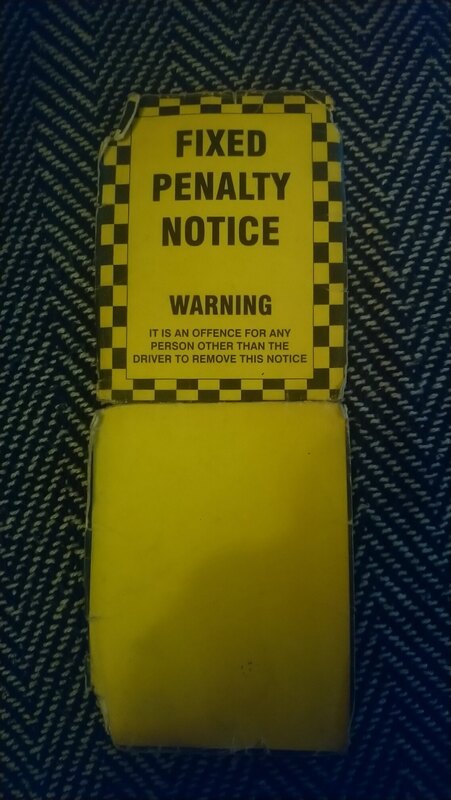 FIXED
PENALTY
NOTICE
WARNING
IT IS AN OFFENCE FOR ANY
PERSON OTHER THAN THE
DRIVER TO REMOVE THIS NOTICE